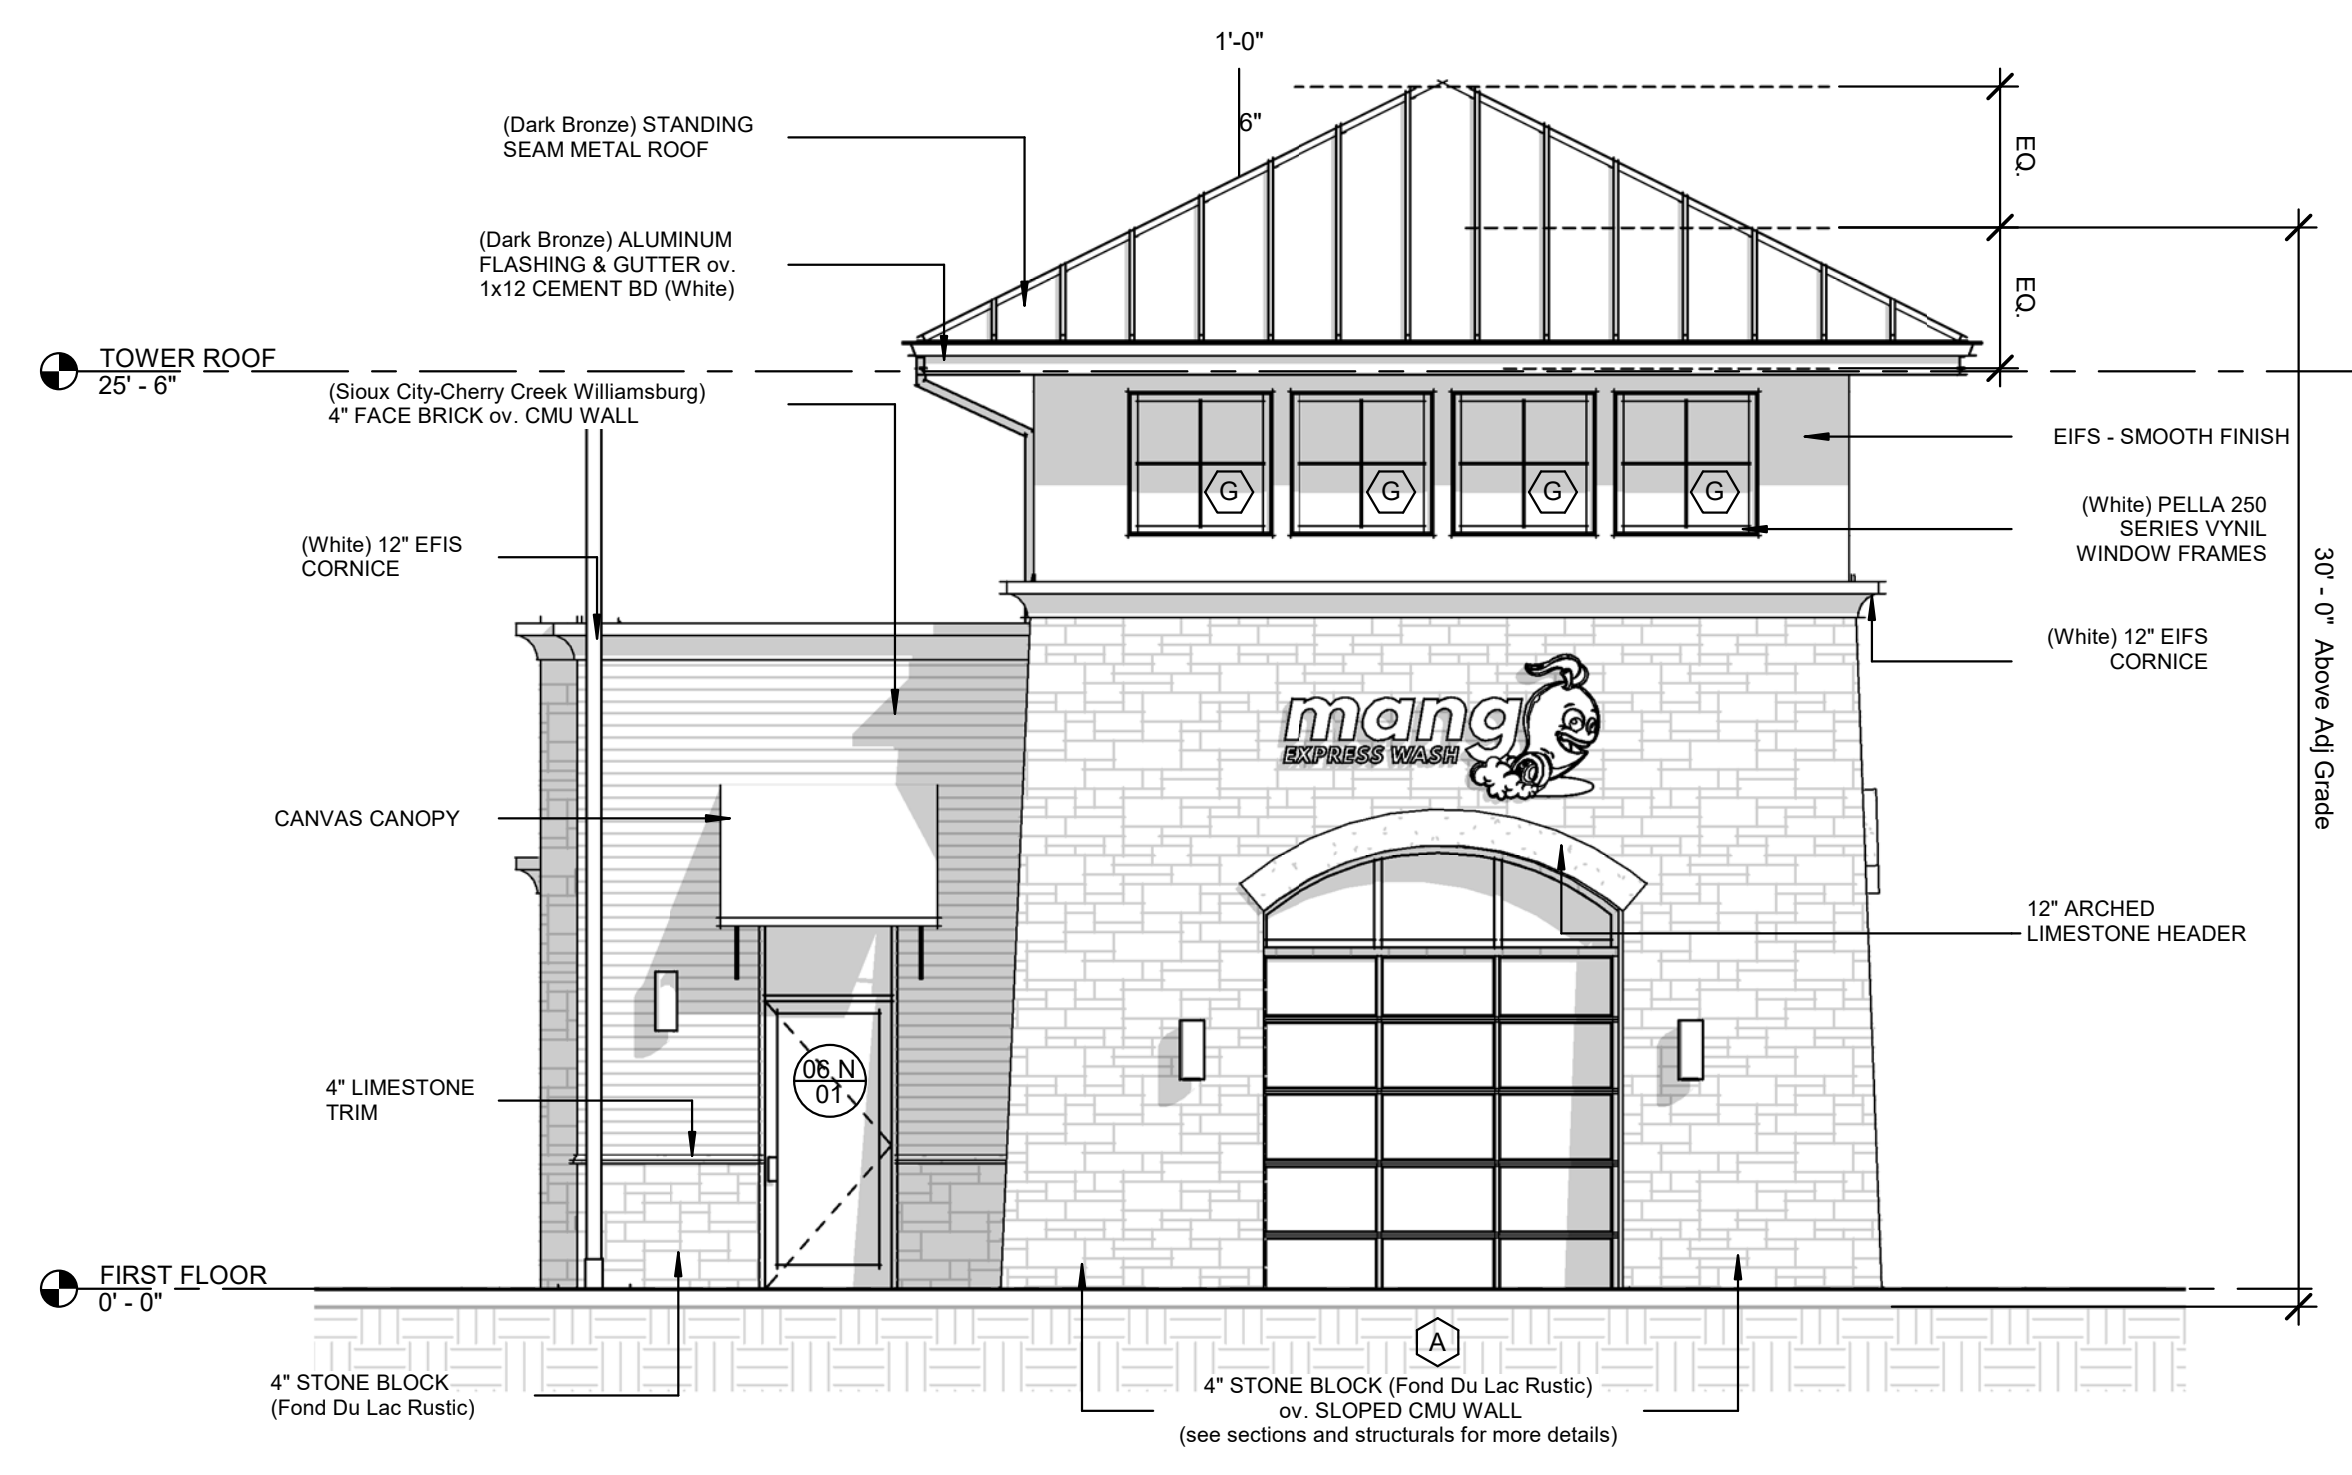 1'-0"
6"
(Dark Bronze) STANDING
SEAM METAL ROOF
EQ.
(Dark Bronze) ALUMINUM
FLASHING & GUTTER ov.
1x12 CEMENT BD (White)
EQ.
TOWER ROOF
25' - 6"
(Sioux City-Cherry Creek Williamsburg)
4" FACE BRICK ov. CMU WALL
EIFS - SMOOTH FINISH
G
G
G
G
(White) PELLA 250
SERIES VYNIL
WINDOW FRAMES
(White) 12" EFIS
CORNICE
30' - 0" Above Adj Grade
(White) 12" EIFS
CORNICE
mang
EXPRESS WASH
CANVAS CANOPY
12" ARCHED
LIMESTONE HEADER
06 N
01
4" LIMESTONE
TRIM
FIRST FLOOR
0' - 0"
A
4" STONE BLOCK
(Fond Du Lac Rustic)
4" STONE BLOCK (Fond Du Lac Rustic)
ov. SLOPED CMU WALL
(see sections and structurals for more details)